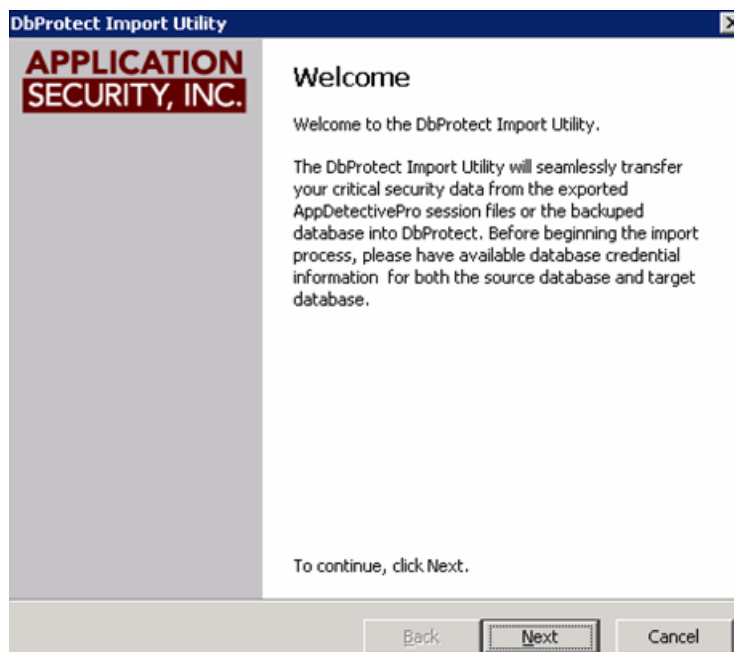 DbProtect Import Utility
APPLICATION
SECURITY, INC.
Welcome
Welcome to the DbProtect Import Utility.
The DbProtect Import Utility will seamlessly transfer
your critical security data from the exported
AppDetectivePro session files or the backuped
database into DbProtect. Before beginning the import
process, please have available database credential
information  for both the source database and target
database.
To continue, click Next.
Back
Next
Cancel